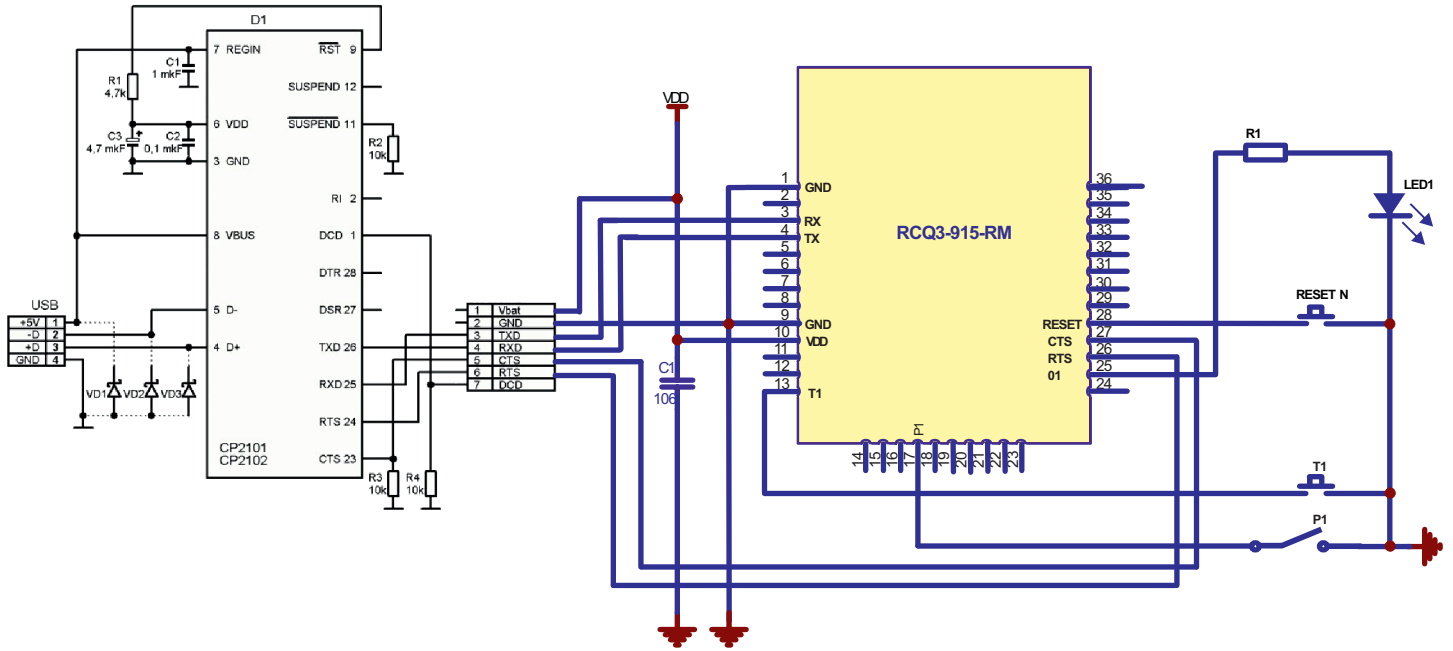 D1
7 REGIN
RST 9
C1
1 mkF
R1
4,7k
SUSPEND 12
6 VDD
SUSPEND 11
C3
+
4,7 mkF
C2
0,1 mkF
R2
10k
3 GND
RI 2
8 VBUS
DCD 1
DTR 28
5 D-
DSR 27
USB
+5V 1
-D 2
+D 3
GND 4
4 D+
TXD 26
VD1
VD2
VD3
RXD 25
RTS 24
CP2101
CP2102
CTS 23
R3
10k
R4
10k
1 Vbat
2 GND
3 TXD
4 RXD
5 CTS
6 RTS
7 DCD
VDD
C1
106
RCQ3-915-RM
1 GND
2
3 RX
4 TX
5
6
7
8
9 GND
10 VDD
11
12
13 T1
P1
14
15
16
17
18
19
20
21
22
23
36
35
34
33
32
31
30
29
RESET 28
CTS 27
RTS 26
01 25
24
R1
LED1
RESET N
T1
P1